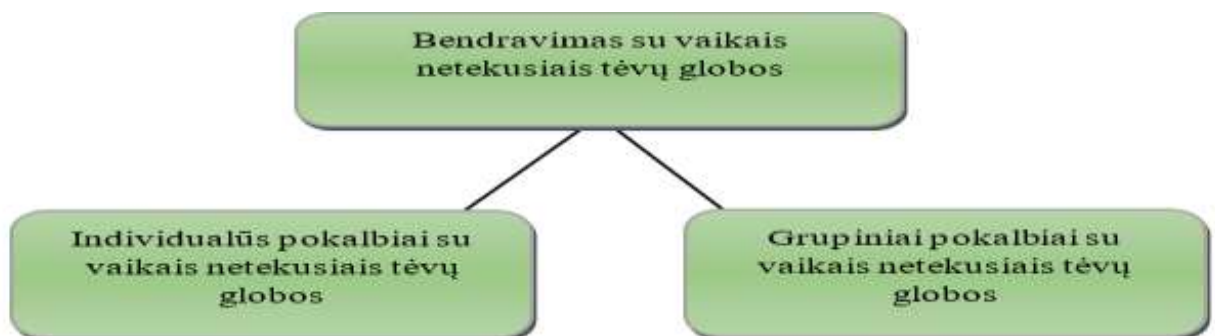 Bendravimas su vaikais
netekusiais tėvų globos
Individualūs pokalbiai su
vaikais netekusiais tėvų
globos
Grupiniai pokalbiai su
vaikais netekusiais tėvų
globos